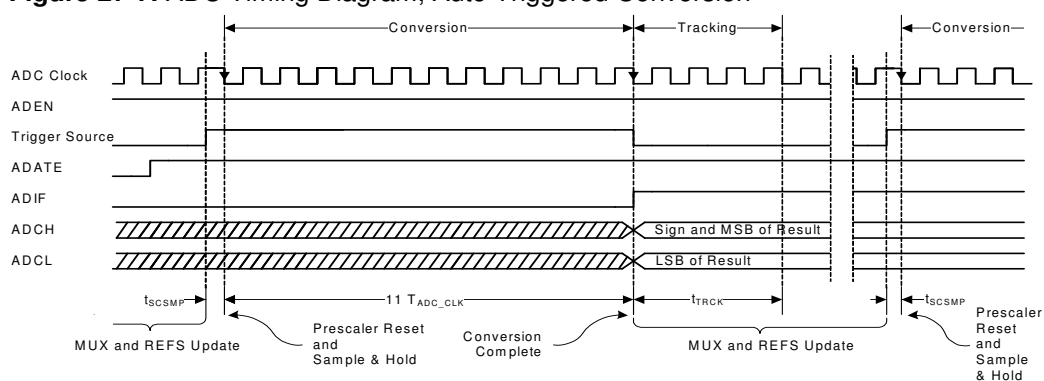 Figure 27-7. ADC Timing Diagram, Auto Triggered Conversion
Conversion
Tracking
Conversion
ADC Clock
ADEN
Trigger Source
ADATE
ADIF
ADCH
Sign and MSB of Result
ADCL
LSB of Result
tSCSMP
11 TADC_CLK
tTRCK
tSCSMP
MUX and REFS Update
Prescaler Reset
and
Sample & Hold
Conversion
Complete
MUX and REFS Update
Prescaler
Reset
and
Sample
& Hold